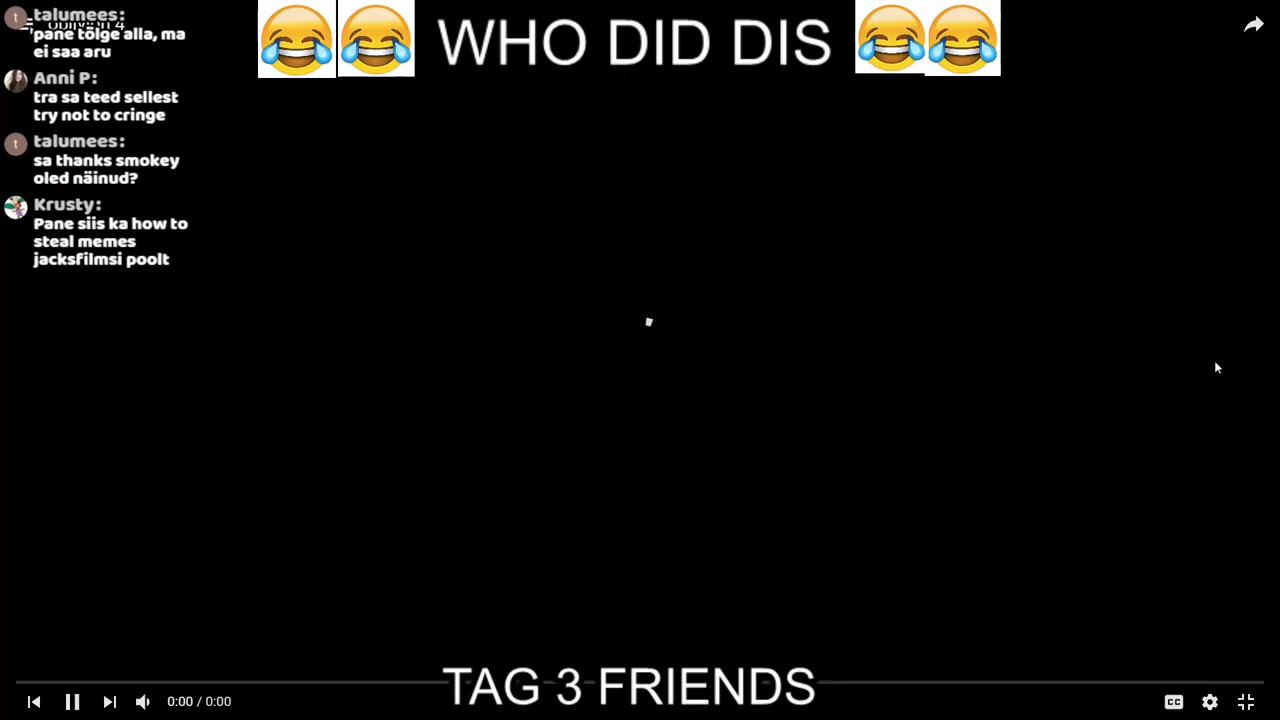 talumees:
pane tõlge alla, ma
ei saa aru
Anni P:
tra sa teed sellest
try not to cringe
talumees:
sa thanks smokey
oled näinud?
Krusty:
Pane siis ka how to
steal memes
jacksfilmsi poolt
WHO DID DIS
TAG 3 FRIENDS
0:00 / 0:00
CC